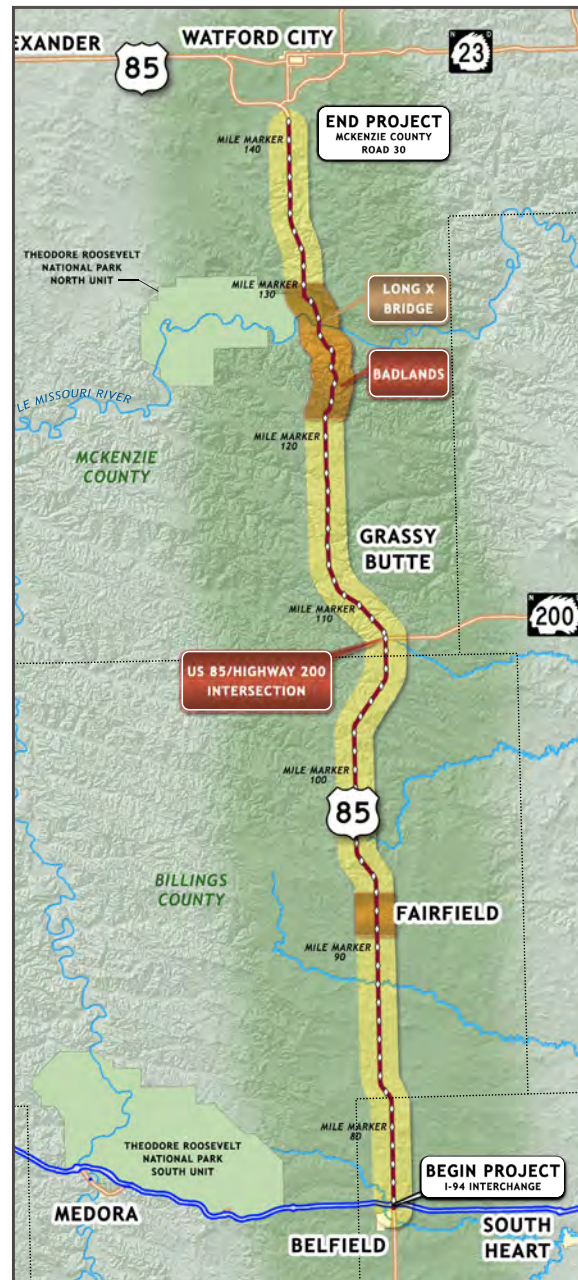 EXANDER
WATFORD CITY
85
N D
23
END PROJECT
MCKENZIE COUNTY
ROAD 30
MILE MARKER
140
THEODORE ROOSEVELT
NATIONAL PARK
NORTH UNIT
MILE MARKER
130
LONG X
BRIDGE
BADLANDS
LE MISSOURI RIVER
MILE MARKER
120
MCKENZIE
COUNTY
GRASSY
BUTTE
MILE MARKER
110
N D
200
US 85/HIGHWAY 200
INTERSECTION
MILE MARKER
100
85
BILLINGS
COUNTY
FAIRFIELD
MILE MARKER
90
MILE MARKER
80
THEODORE ROOSEVELT
NATIONAL PARK
SOUTH UNIT
BEGIN PROJECT
I-94 INTERCHANGE
MEDORA
BELFIELD
SOUTH
HEART